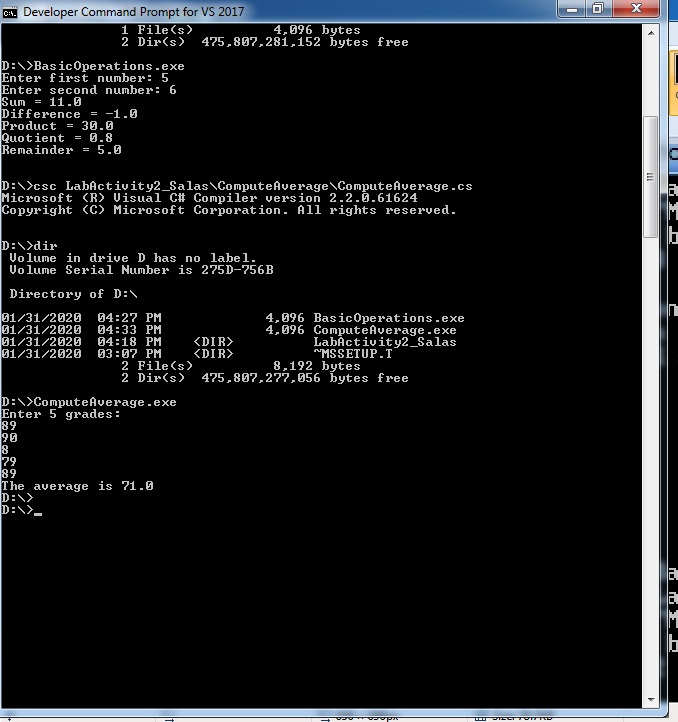 Developer Command Prompt for VS 2017
1 File(s) 4,096 bytes
2 Dir(s) 475,807,281,152 bytes free
D:\>BasicOperations.exe
Enter first number: 5
Enter second number: 6
Sum = 11.0
Difference = -1.0
Product = 30.0
Quotient = 0.8
Remainder = 5.0
D:\>csc LabActivity2_Salas\ComputeAverage\ComputeAverage.cs
Microsoft (R) Visual C# Compiler version 2.2.0.61624
Copyright (C) Microsoft Corporation. All rights reserved.
D:\>dir
Volume in drive D has no label.
Volume Serial Number is 275D-756B
Directory of D:\
01/31/2020 04:27 PM 4,096 BasicOperations.exe
01/31/2020 04:33 PM 4,096 ComputeAverage.exe
01/31/2020 04:18 PM <DIR> LabActivity2_Salas
01/31/2020 03:07 PM <DIR> ~MSSETUP.T
2 File(s) 8,192 bytes
2 Dir(s) 475,807,277,056 bytes free
D:\>ComputeAverage.exe
Enter 5 grades:
89
90
8
79
89
The average is 71.0
D:\>
D:\>_